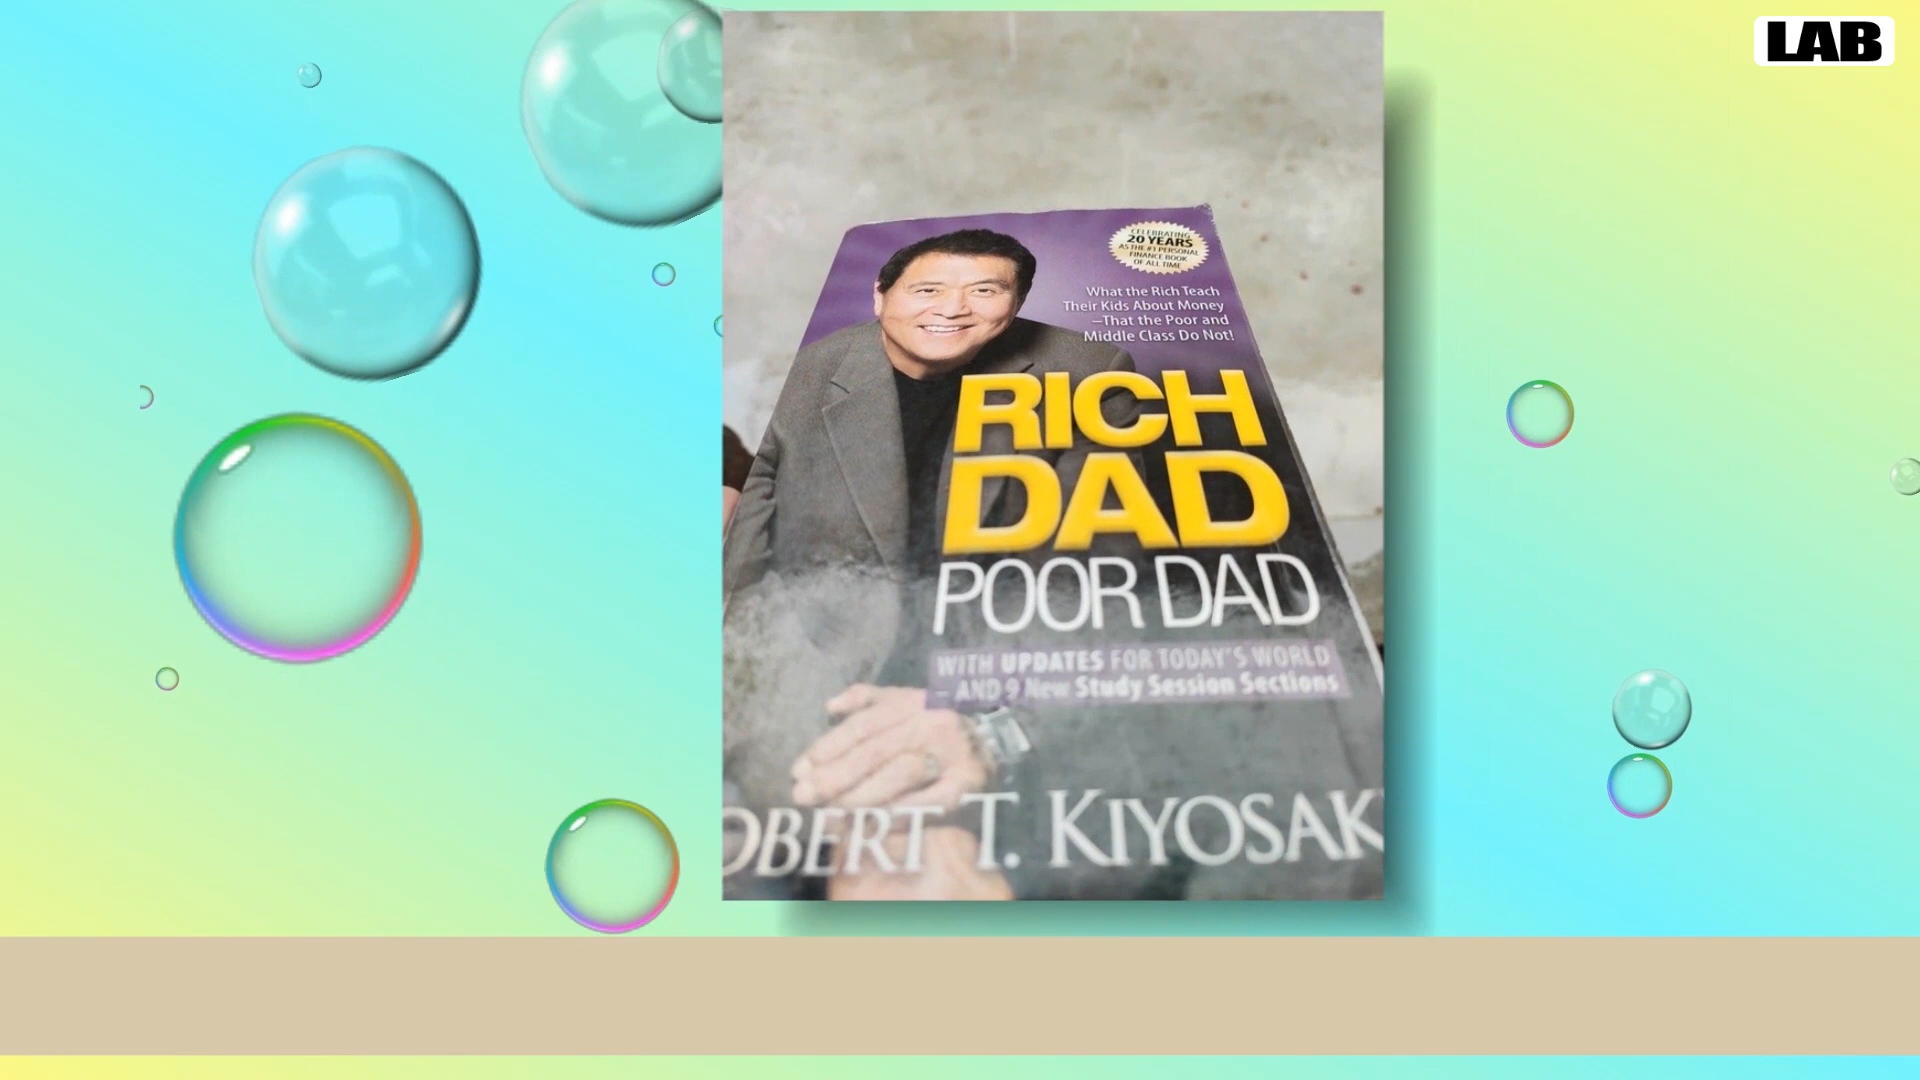 LAB
CELEBRATING
20 YEARS
AS THE #1 PERSONAL
FINANCE BOOK
OF ALL TIME
What the Rich Teach
Their Kids About Money
—That the Poor and
Middle Class Do Not!
RICH
DAD
POOR DAD
WITH UPDATES FOR TODAY'S WORLD
– AND 9 New Study Session Sections
OBERT T. KIYOSAK